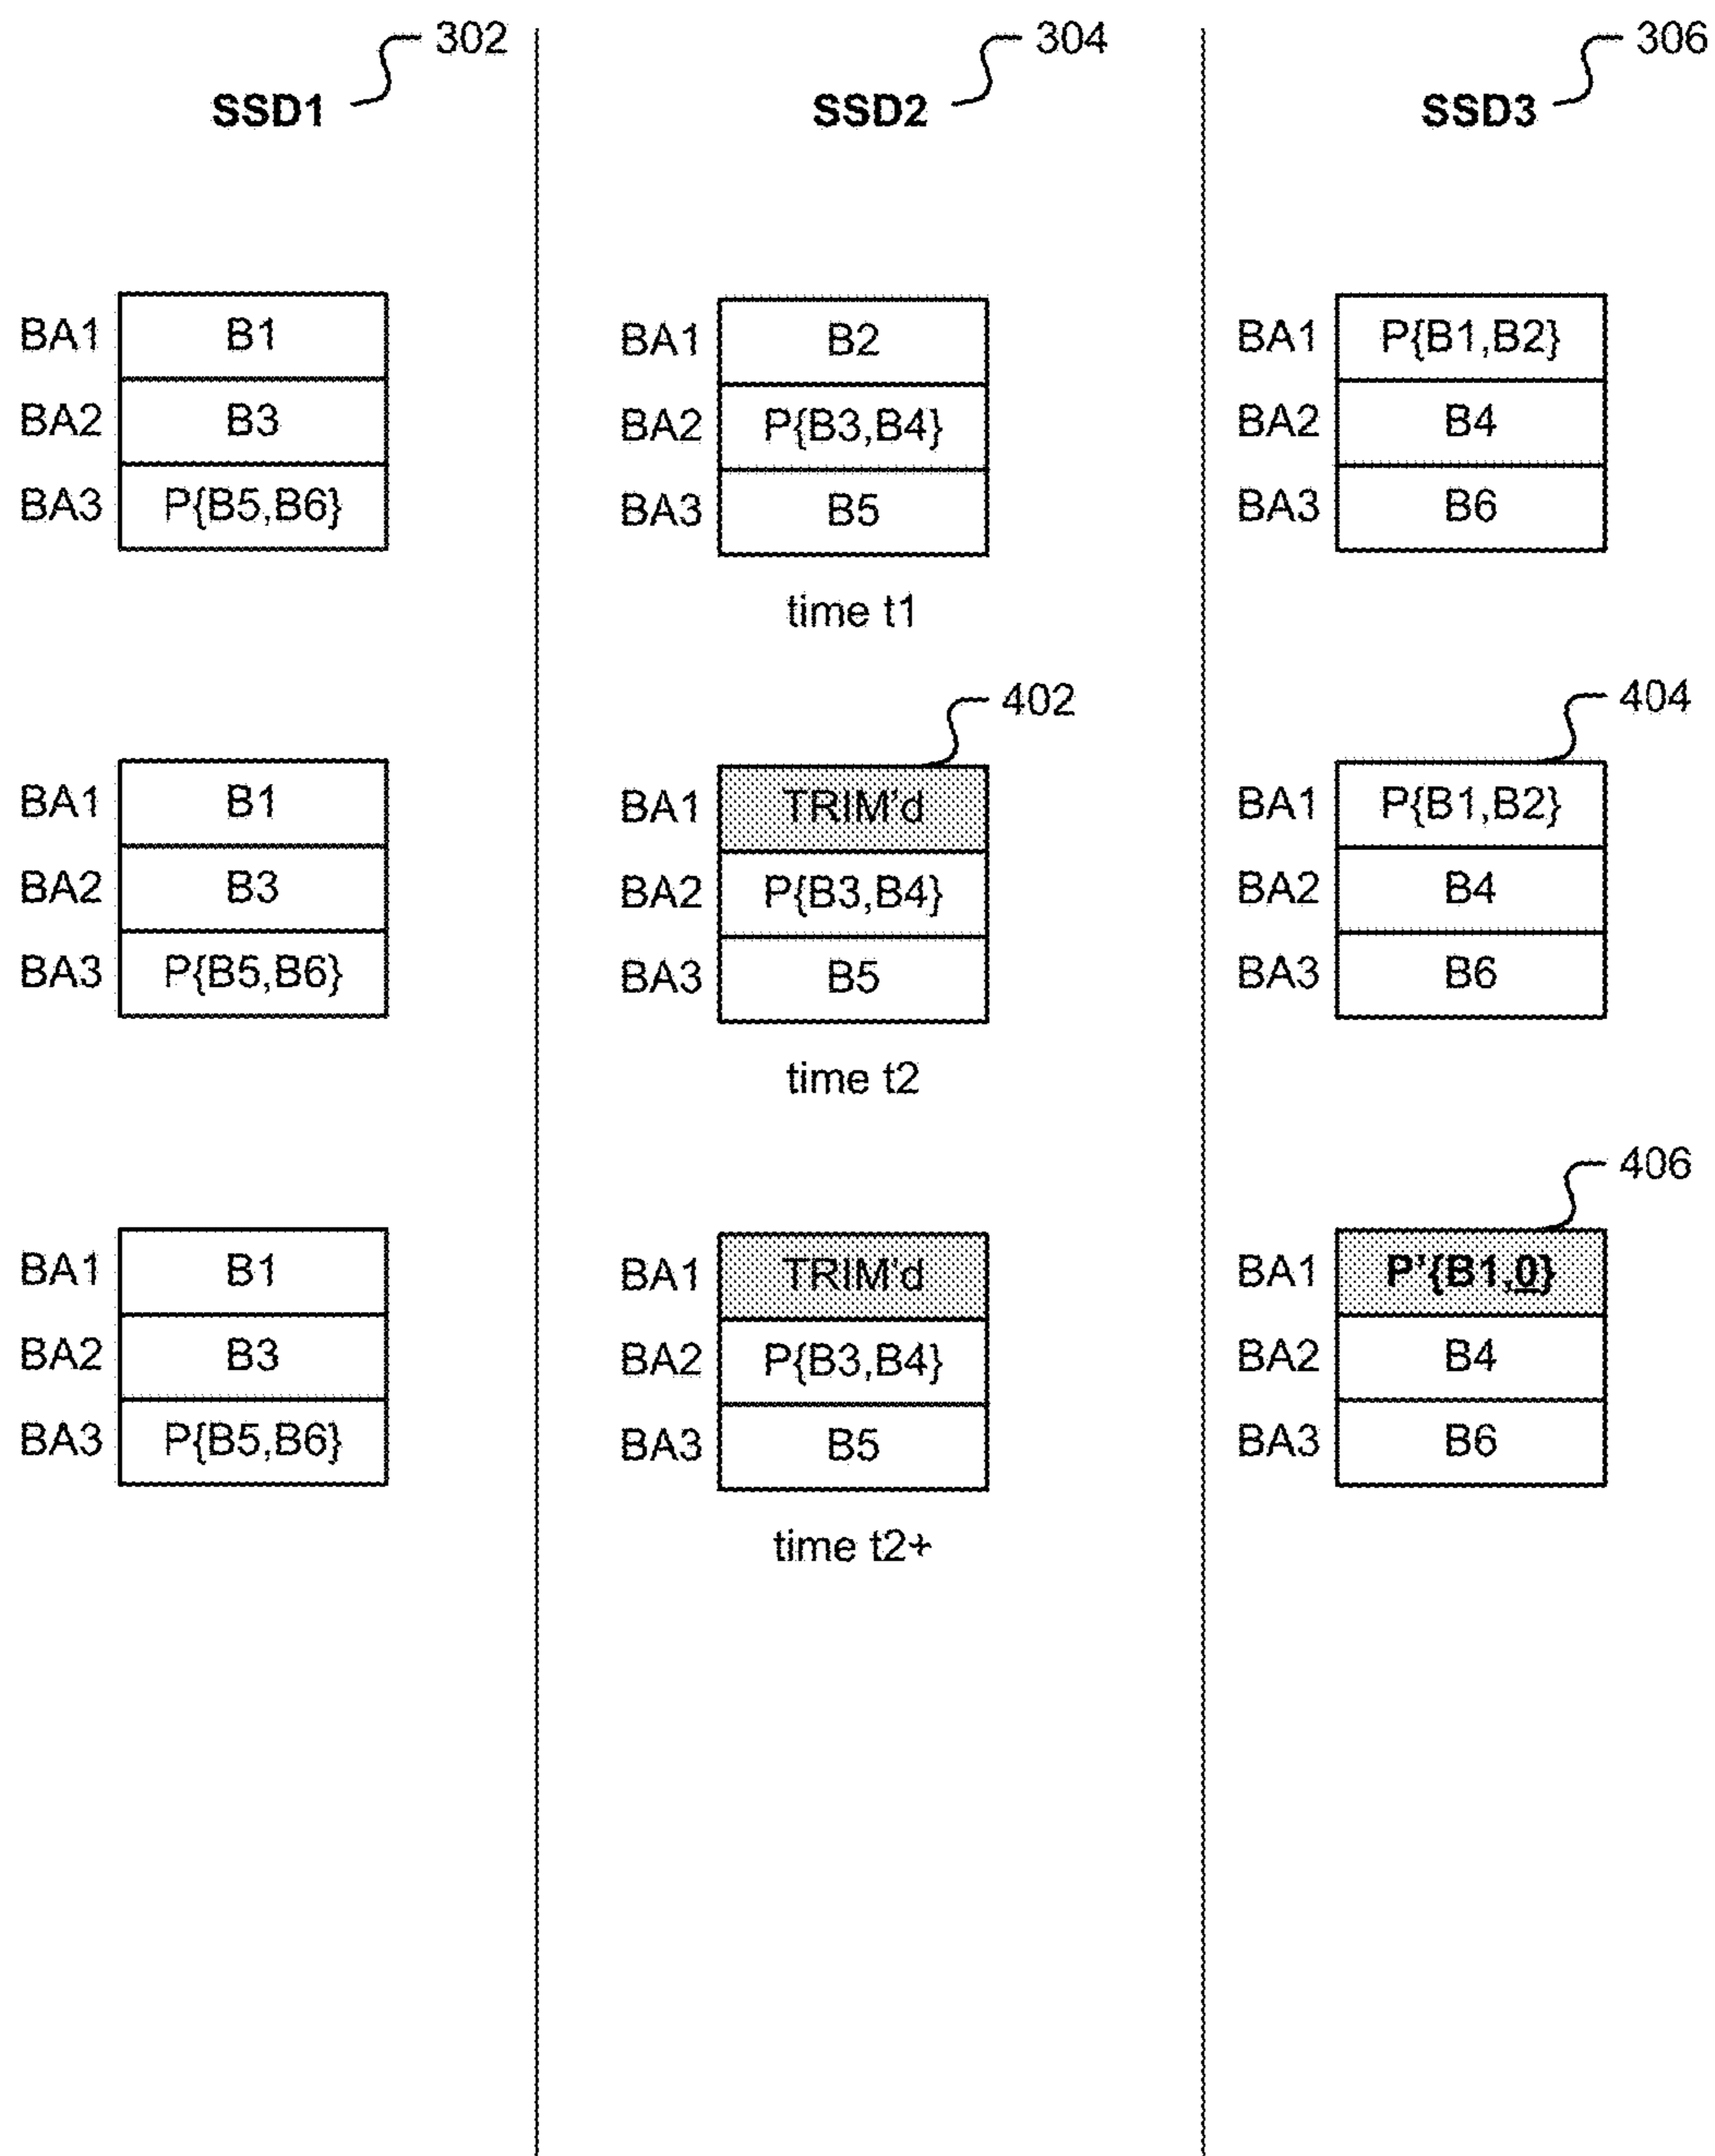 302
304
306
SSD1
SSD2
SSD3
BA1 B1
BA2 B3
BA3 P{B5,B6}
BA1 B2
BA2 P{B3,B4}
BA3 B5
BA1 P{B1,B2}
BA2 B4
BA3 B6
time t1
402
404
BA1 B1
BA2 B3
BA3 P{B5,B6}
BA1 TRIM'd
BA2 P{B3,B4}
BA3 B5
BA1 P{B1,B2}
BA2 B4
BA3 B6
time t2
406
BA1 B1
BA2 B3
BA3 P{B5,B6}
BA1 TRIM'd
BA2 P{B3,B4}
BA3 B5
BA1 P'{B1,0}
BA2 B4
BA3 B6
time t2+